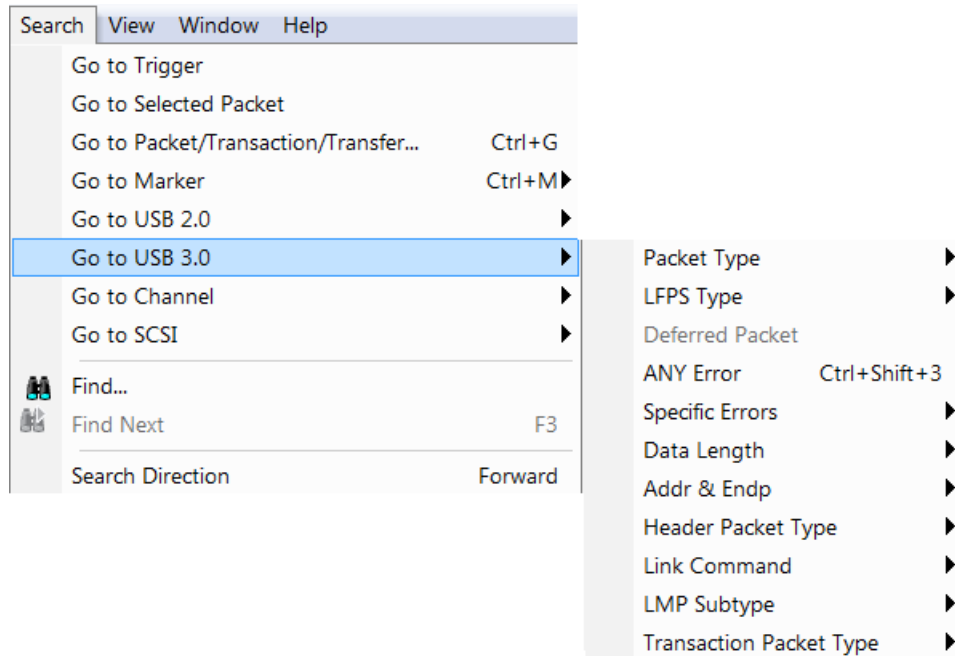 Search View Window Help
Go to Trigger
Go to Selected Packet
Go to Packet/Transaction/Transfer... Ctrl+G
Go to Marker Ctrl+M
Go to USB 2.0
Go to USB 3.0
Go to Channel
Go to SCSI
Find...
Find Next F3
Search Direction Forward
Packet Type
LFPS Type
Deferred Packet
ANY Error Ctrl+Shift+3
Specific Errors
Data Length
Addr & Endp
Header Packet Type
Link Command
LMP Subtype
Transaction Packet Type